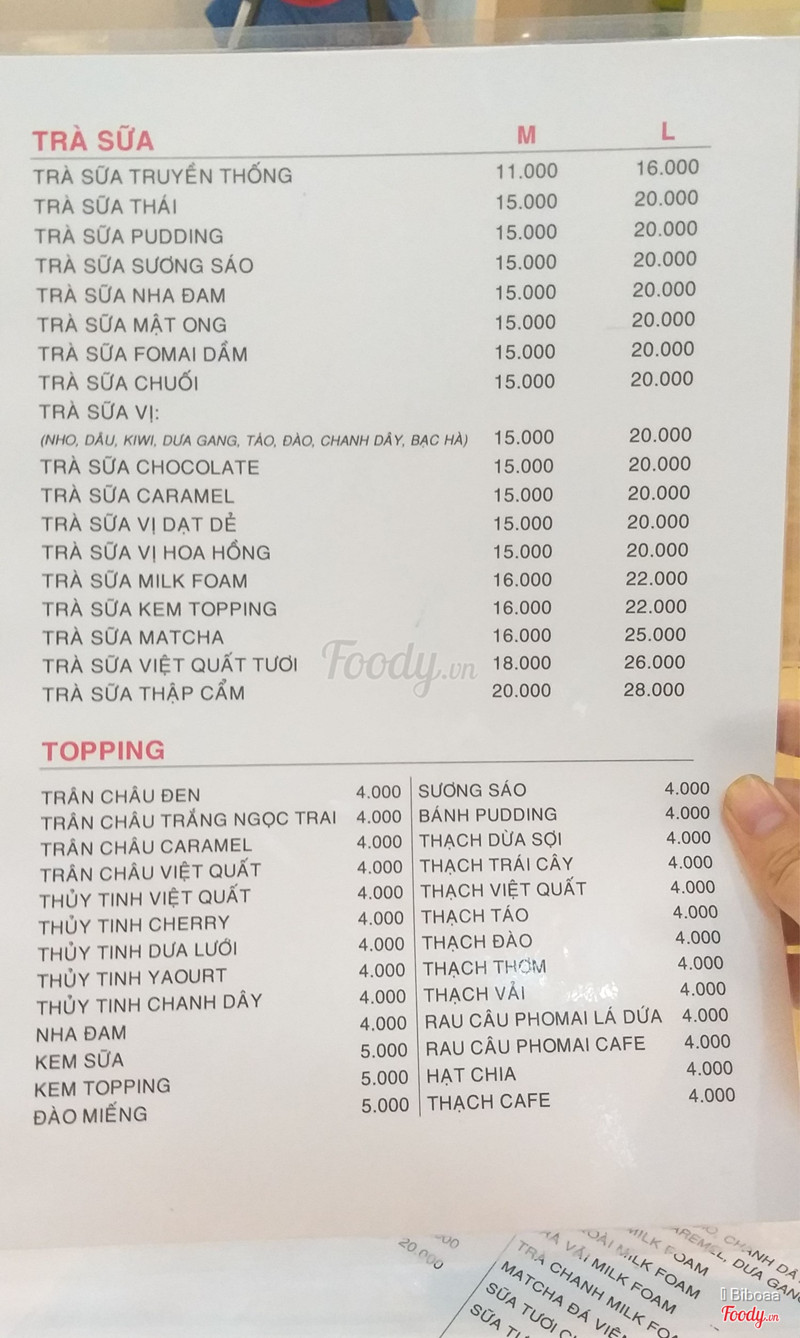 TRÀ SỮA M L
TRÀ SỮA TRUYỀN THỐNG 11.000 16.000
TRÀ SỮA THÁI 15.000 20.000
TRÀ SỮA PUDDING 15.000 20.000
TRÀ SỮA SƯƠNG SÁO 15.000 20.000
TRÀ SỮA NHA ĐAM 15.000 20.000
TRÀ SỮA MẬT ONG 15.000 20.000
TRÀ SỮA FOMAI DẦM 15.000 20.000
TRÀ SỮA CHUỐI 15.000 20.000
TRÀ SỮA VỊ:
(NHO, DÂU, KIWI, DƯA GANG, TÁO, ĐÀO, CHANH DÂY, BẠC HÀ) 15.000 20.000
TRÀ SỮA CHOCOLATE 15.000 20.000
TRÀ SỮA CARAMEL 15.000 20.000
TRÀ SỮA VỊ DẠT DẺ 15.000 20.000
TRÀ SỮA VỊ HOA HỒNG 15.000 20.000
TRÀ SỮA MILK FOAM 16.000 22.000
TRÀ SỮA KEM TOPPING 16.000 22.000
TRÀ SỮA MATCHA 16.000 25.000
TRÀ SỮA VIỆT QUẤT TƯƠI 18.000 26.000
TRÀ SỮA THẬP CẨM 20.000 28.000
Foody.vn
TOPPING
TRÂN CHÂU ĐEN 4.000
TRÂN CHÂU TRẮNG NGỌC TRAI 4.000
TRÂN CHÂU CARAMEL 4.000
TRÂN CHÂU VIỆT QUẤT 4.000
THỦY TINH VIỆT QUẤT 4.000
THỦY TINH CHERRY 4.000
THỦY TINH DƯA LƯỚI 4.000
THỦY TINH YAOURT 4.000
THỦY TINH CHANH DÂY 4.000
NHA ĐAM 4.000
KEM SỮA 5.000
KEM TOPPING 5.000
ĐÀO MIẾNG 5.000
SƯƠNG SÁO 4.000
BÁNH PUDDING 4.000
THẠCH DỪA SỢI 4.000
THẠCH TRÁI CÂY 4.000
THẠCH VIỆT QUẤT 4.000
THẠCH TÁO 4.000
THẠCH ĐÀO 4.000
THẠCH THƠM 4.000
THẠCH VẢI 4.000
RAU CÂU PHOMAI LÁ DỨA 4.000
RAU CÂU PHOMAI CAFE 4.000
HẠT CHIA 4.000
THẠCH CAFE 4.000
20.000
CARAMEL, DƯA GANG
MILK FOAM
MILK FOAM
VẢI MILK FOAM
TRÀ CHANH MILK
MATCHA ĐÁ
SỮA TƯƠI
SỮA
Bibosa
Foody.vn